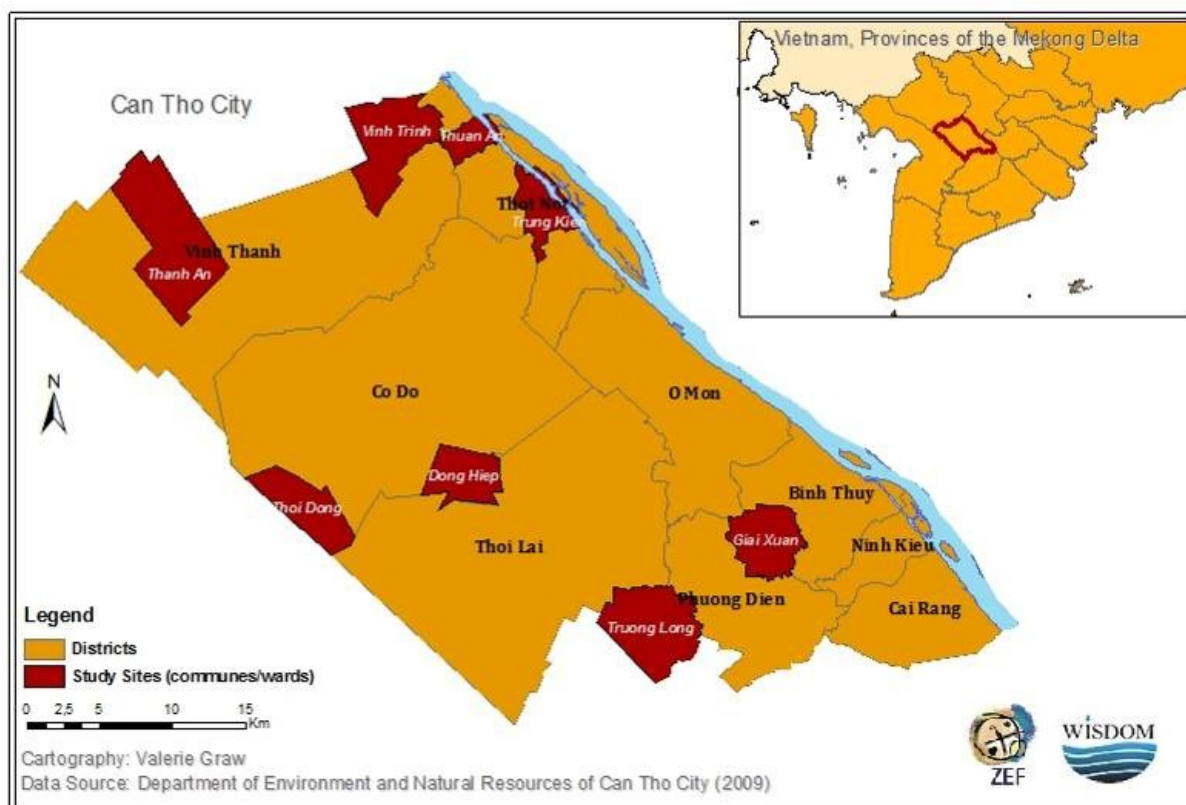 Vietnam, Provinces of the Mekong Delta
Can Tho City
Vinh Trinh
Thuan An
Thot Not
Trung Kien
Vinh Thanh
Thanh An
N
Co Do
O Mon
Dong Hiep
Thoi Dong
Binh Thuy
Thoi Lai
Giai Xuan
Ninh Kieu
Phuong Dien
Cai Rang
Truong Long
Legend
Districts
Study Sites (communes/wards)
0 2,5 5 10 15
Km
Cartography: Valerie Graw
Data Source: Department of Environment and Natural Resources of Can Tho City (2009)
ZEF
WISDOM